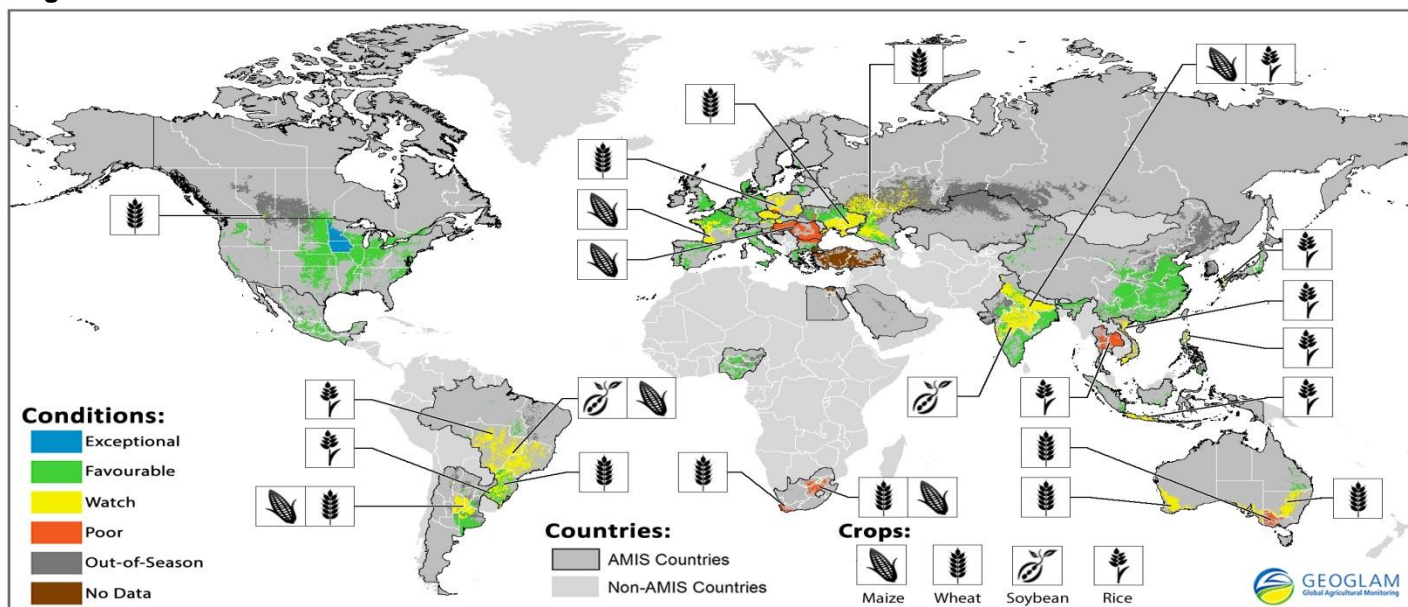 Conditions:
Exceptional
Favourable
Watch
Poor
Out-of-Season
No Data
Countries:
AMIS Countries
Non-AMIS Countries
Crops:
Maize
Wheat
Soybean
Rice
GEOGLAM
Global Agricultural Monitoring